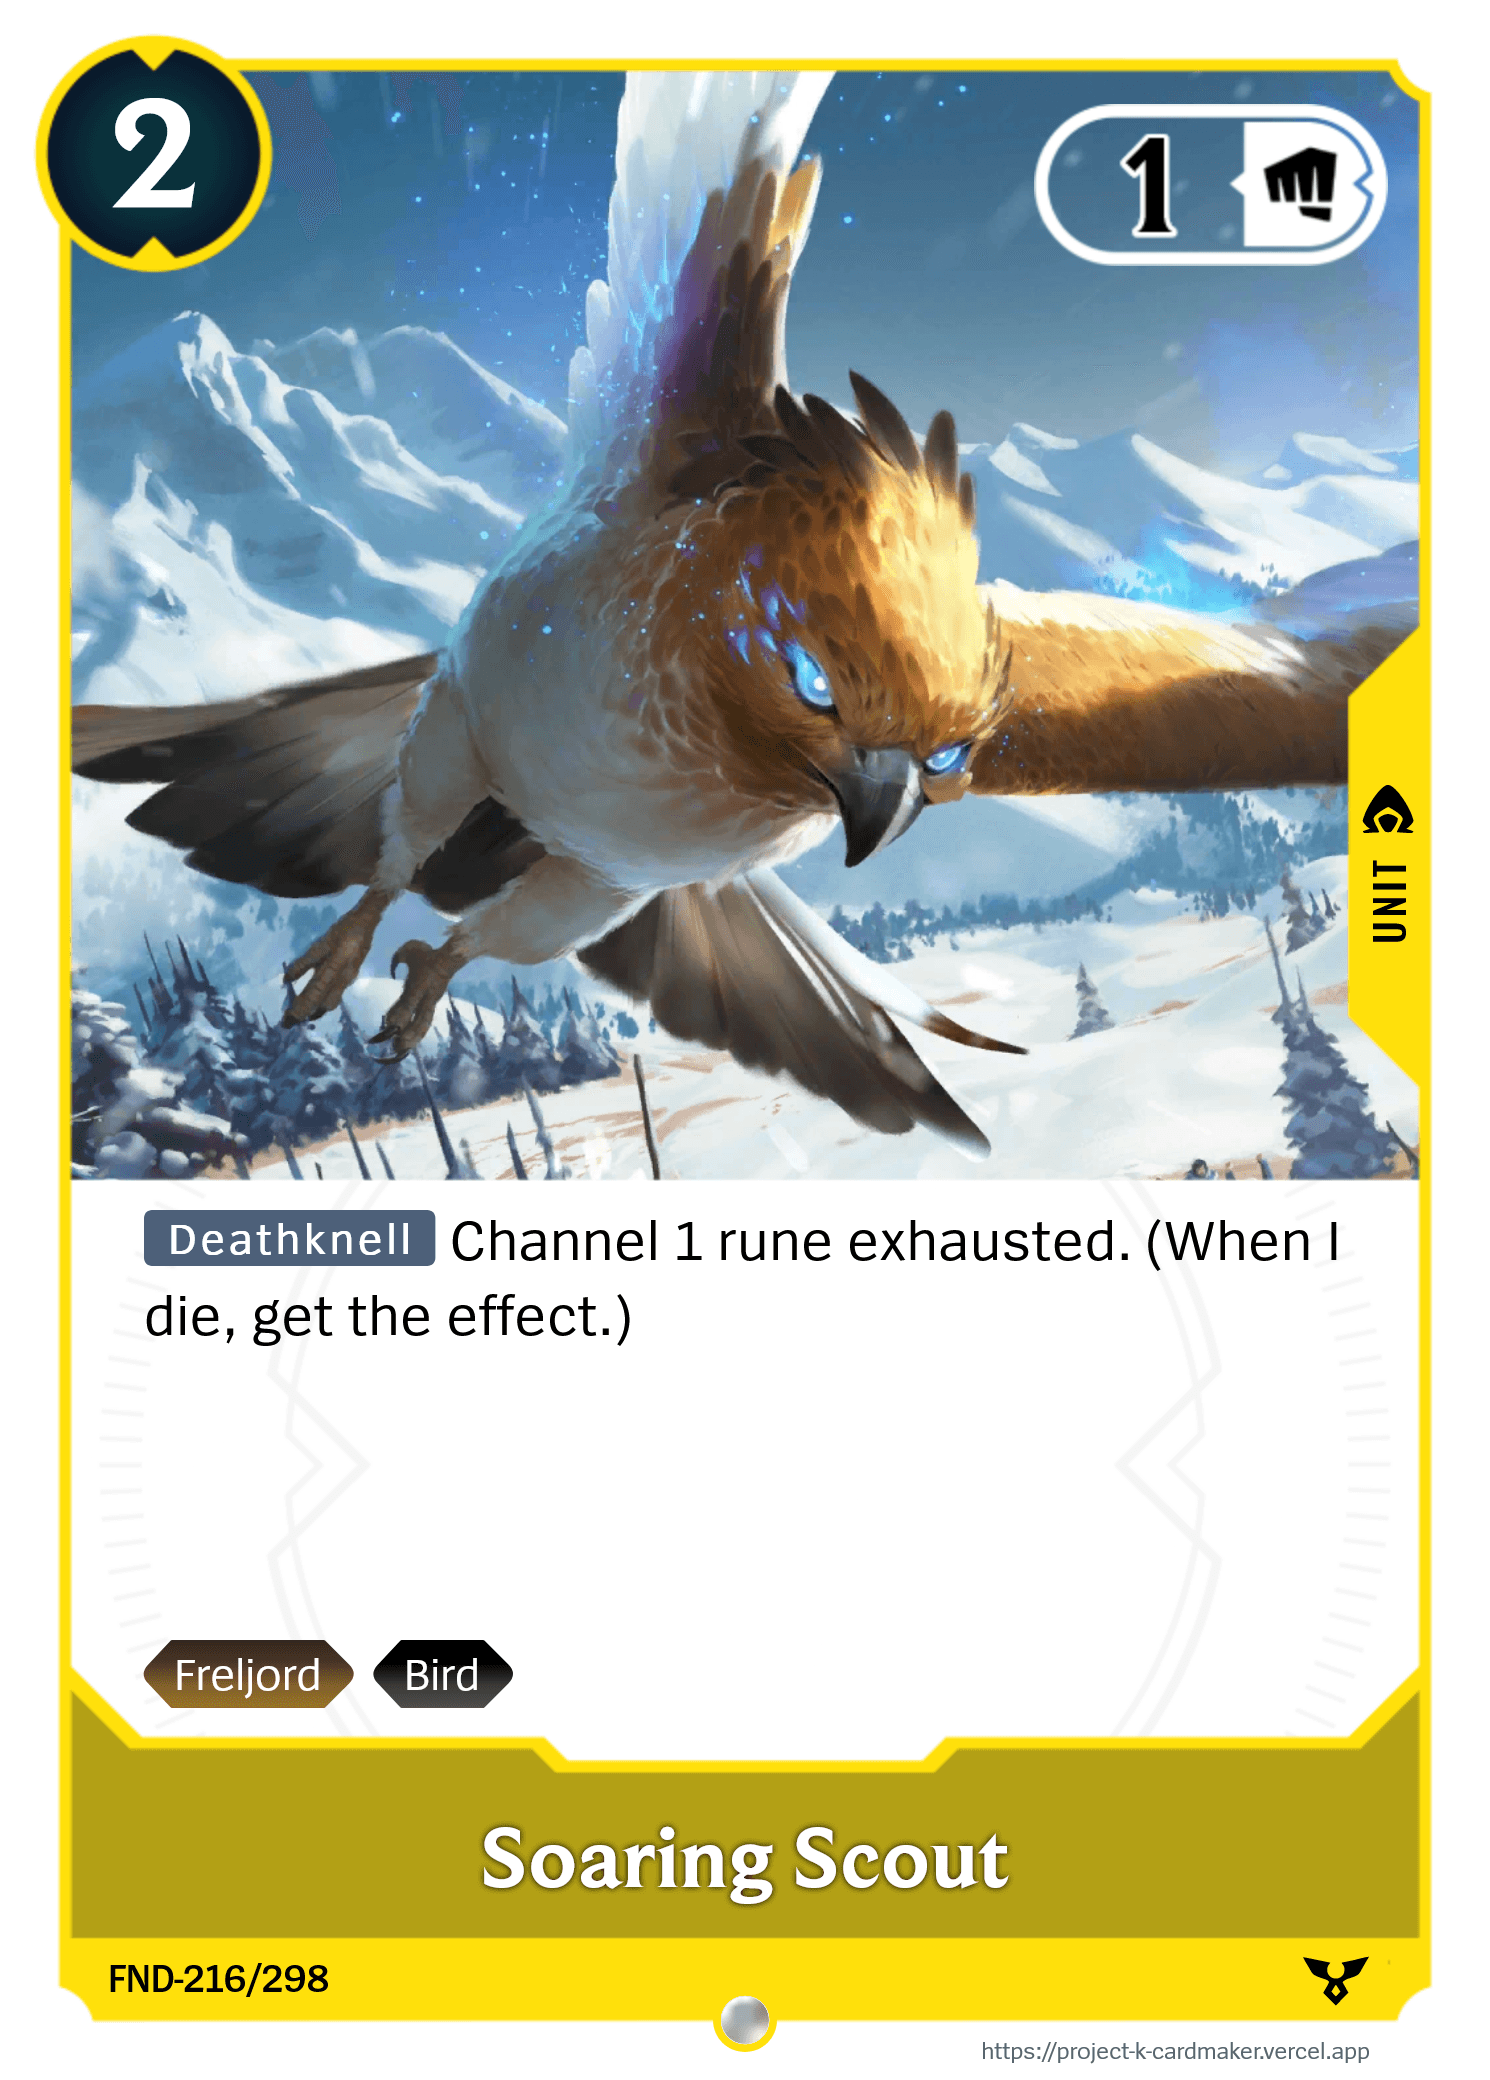 2
1
UNIT
Deathknell Channel 1 rune exhausted. (When I
die, get the effect.)
Freljord Bird
Soaring Scout
FND-216/298
https://project-k-cardmaker.vercel.app